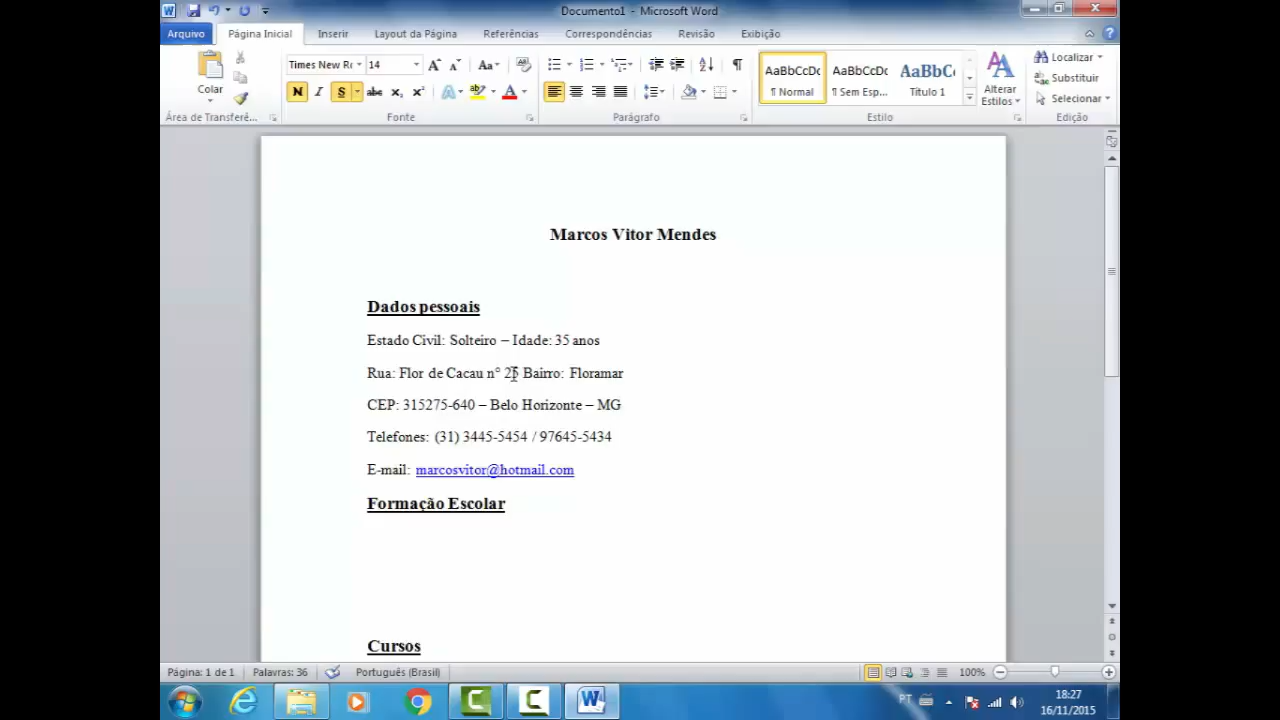 Documento1 - Microsoft Word
Arquivo Página Inicial Inserir Layout da Página Referências Correspondências Revisão Exibição
Times New Ro 14
Colar
AaBbCcDc AaBbCcDc AaBbC
¶ Normal ¶ Sem Esp... Título 1
Alterar Estilos
Localizar
Substituir
Selecionar
Área de Transferê... Fonte Parágrafo Estilo Edição
Marcos Vitor Mendes
Dados pessoais
Estado Civil: Solteiro – Idade: 35 anos
Rua: Flor de Cacau n° 25 Bairro: Floramar
CEP: 315275-640 – Belo Horizonte – MG
Telefones: (31) 3445-5454 / 97645-5434
E-mail: marcosvitor@hotmail.com
Formação Escolar
Cursos
Página: 1 de 1 Palavras: 36 Português (Brasil) 100%
PT 18:27
16/11/2015